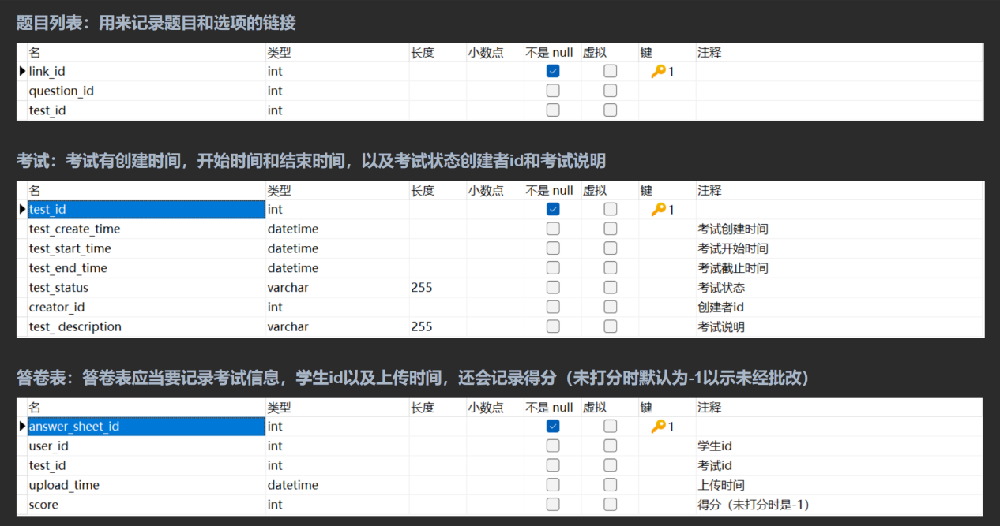 题目列表：用来记录题目和选项的链接
名 类型 长度 小数点 不是 null 虚拟 键 注释
link_id int 1
question_id int
test_id int
考试：考试有创建时间，开始时间和结束时间，以及考试状态创建者id和考试说明
名 类型 长度 小数点 不是 null 虚拟 键 注释
test_id int 1
test_create_time datetime 考试创建时间
test_start_time datetime 考试开始时间
test_end_time datetime 考试截止时间
test_status varchar 255 考试状态
creator_id int 创建者id
test_ description varchar 255 考试说明
答卷表：答卷表应当要记录考试信息，学生id以及上传时间，还会记录得分（未打分时默认为-1以示未经批改）
名 类型 长度 小数点 不是 null 虚拟 键 注释
answer_sheet_id int 1
user_id int 学生id
test_id int 考试id
upload_time datetime 上传时间
score int 得分（未打分时是-1）